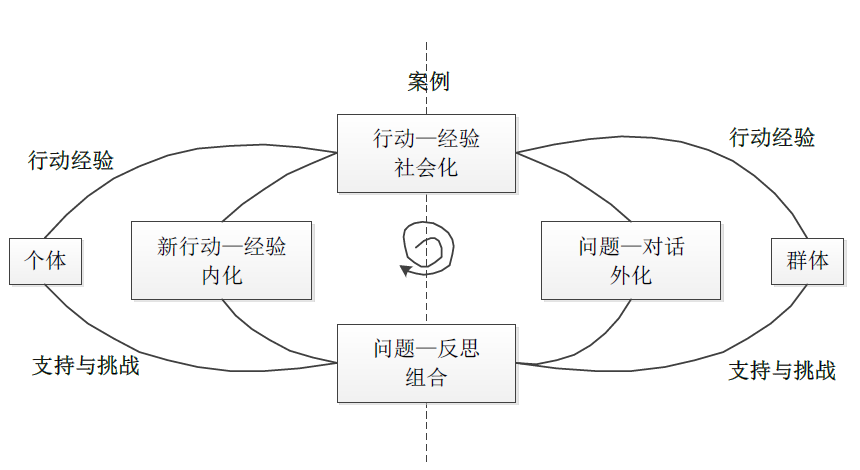 案例
行动—经验
社会化
行动经验
行动经验
新行动—经验
内化
问题—对话
外化
个体
群体
问题—反思
组合
支持与挑战
支持与挑战